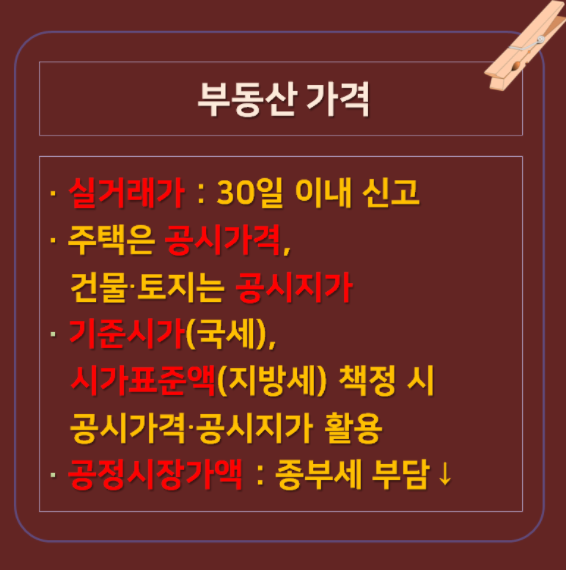 부동산 가격
· 실거래가 : 30일 이내 신고
· 주택은 공시가격,
건물·토지는 공시지가
· 기준시가(국세),
시가표준액(지방세) 책정 시
공시가격·공시지가 활용
· 공정시장가액 : 종부세 부담↓